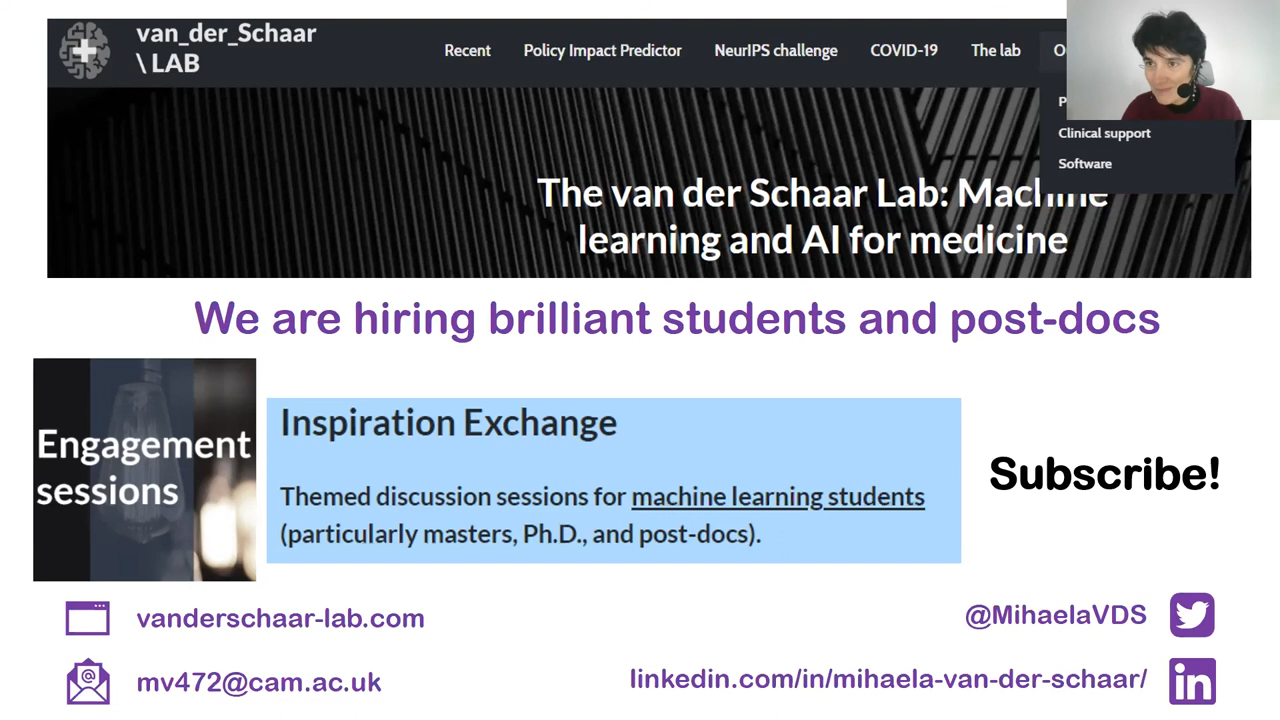 van_der_Schaar
\LAB
Recent
Policy Impact Predictor
NeurIPS challenge
COVID-19
The lab
Clinical support
Software
The van der Schaar Lab: Machine
learning and AI for medicine
We are hiring brilliant students and post-docs
Engagement
sessions
Inspiration Exchange
Themed discussion sessions for machine learning students
(particularly masters, Ph.D., and post-docs).
Subscribe!
vanderschaar-lab.com
@MihaelaVDS
mv472@cam.ac.uk
linkedin.com/in/mihaela-van-der-schaar/